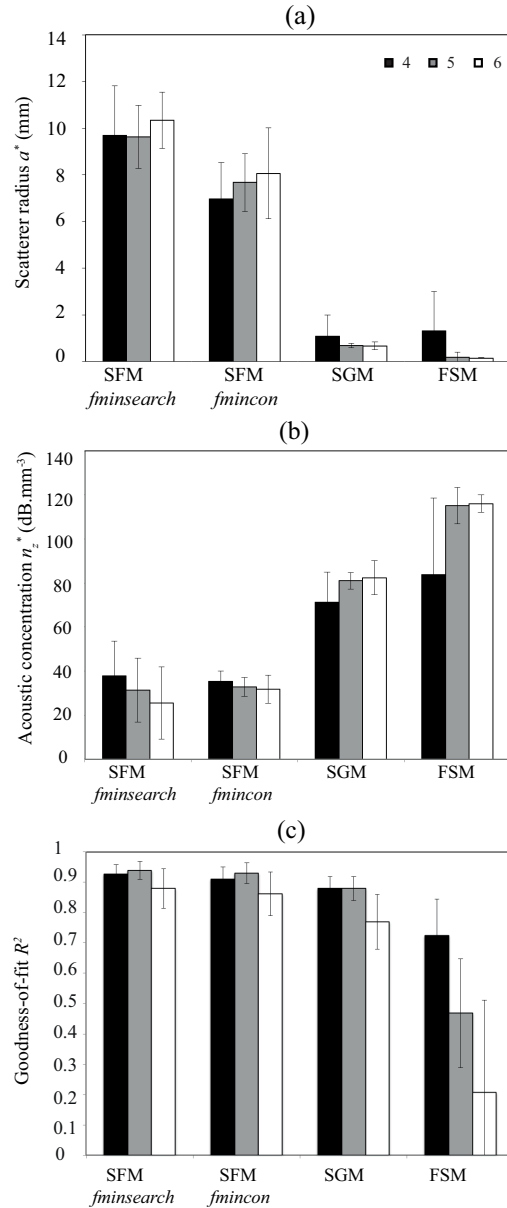 (a)
14
12
10
8
6
4
2
0
Scatterer radius a* (mm)
4 5 6
SFM SFM SGM FSM
fminsearch fmincon
(b)
140
120
100
80
60
40
20
0
Acoustic concentration n_z* (dB.mm⁻³)
SFM SFM SGM FSM
fminsearch fmincon
(c)
1
0.9
0.8
0.7
0.6
0.5
0.4
0.3
0.2
0.1
0
Goodness-of-fit R²
SFM SFM SGM FSM
fminsearch fmincon